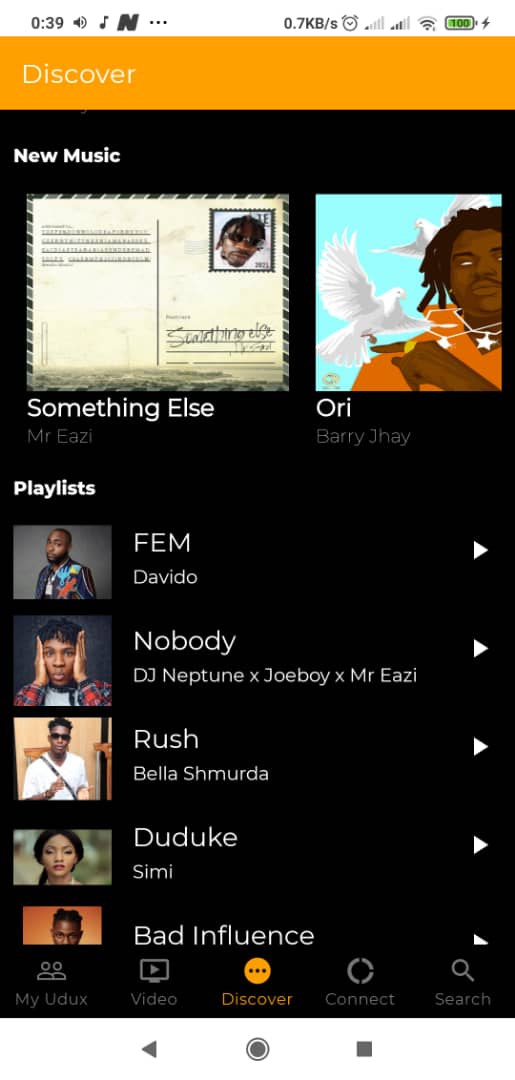 0:39
0.7KB/s
100
Discover
New Music
Something else
2021
Something Else
Mr Eazi
Ori
Barry Jhay
Playlists
FEM
Davido
Nobody
DJ Neptune x Joeboy x Mr Eazi
Rush
Bella Shmurda
Duduke
Simi
Bad Influence
My Udux
Video
Discover
Connect
Search